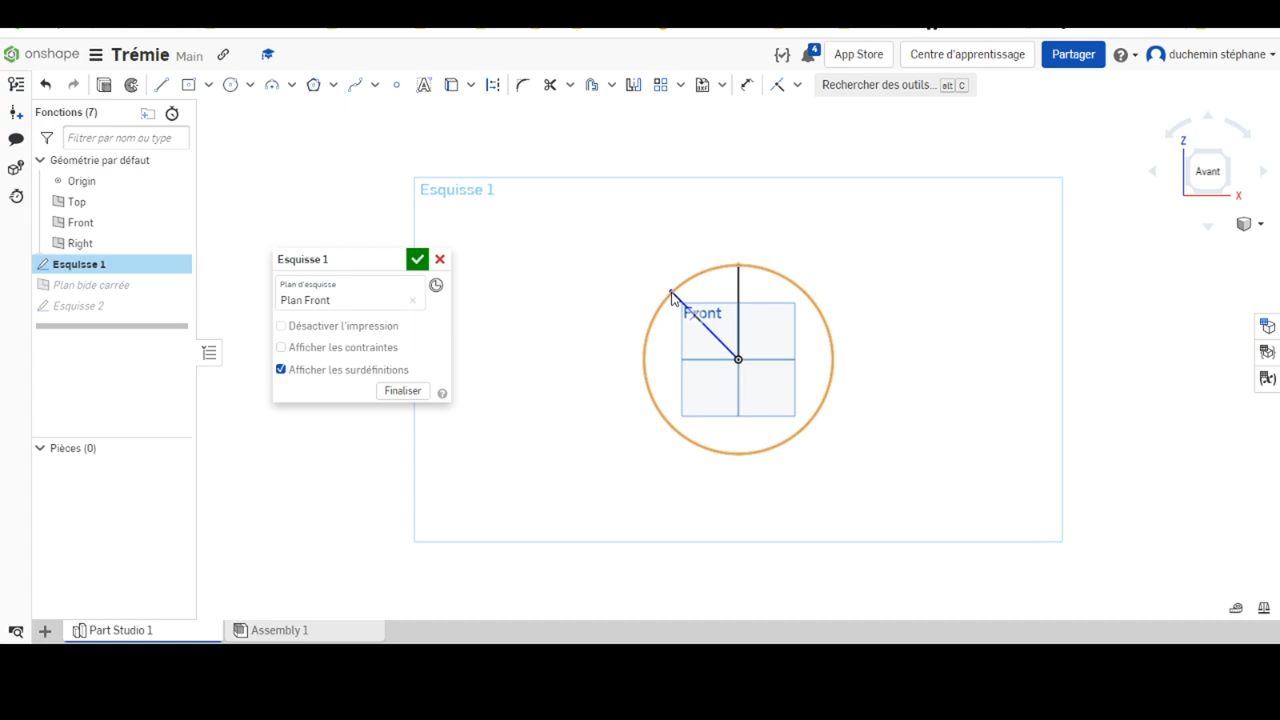 onshape
Trémie Main
4
App Store
Centre d'apprentissage
Partager
duchemin stéphane
Rechercher des outils... alt C
Fonctions (7)
Filtrer par nom ou type
Géométrie par défaut
Origin
Top
Front
Right
Esquisse 1
Plan bide carrée
Esquisse 2
Pièces (0)
Esquisse 1
Esquisse 1
Plan d'esquisse
Plan Front
Désactiver l'impression
Afficher les contraintes
Afficher les surdéfinitions
Finaliser
Front
Z
Avant
X
Part Studio 1
Assembly 1